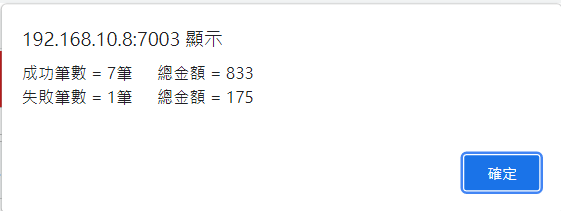 192.168.10.8:7003 顯示
成功筆數 = 7筆 總金額 = 833
失敗筆數 = 1筆 總金額 = 175
確定